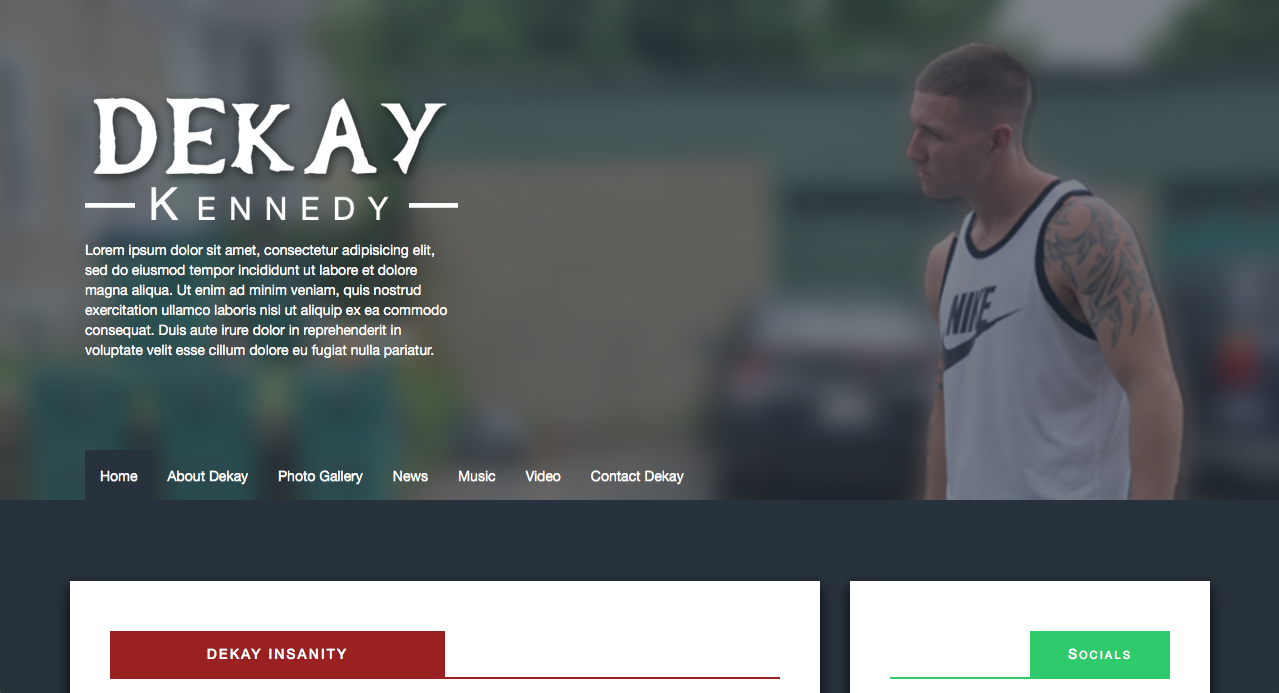 DEKAY
KENNEDY
Lorem ipsum dolor sit amet, consectetur adipisicing elit,
sed do eiusmod tempor incididunt ut labore et dolore
magna aliqua. Ut enim ad minim veniam, quis nostrud
exercitation ullamco laboris nisi ut aliquip ex ea commodo
consequat. Duis aute irure dolor in reprehenderit in
voluptate velit esse cillum dolore eu fugiat nulla pariatur.
NIKE
Home About Dekay Photo Gallery News Music Video Contact Dekay
DEKAY INSANITY
SOCIALS